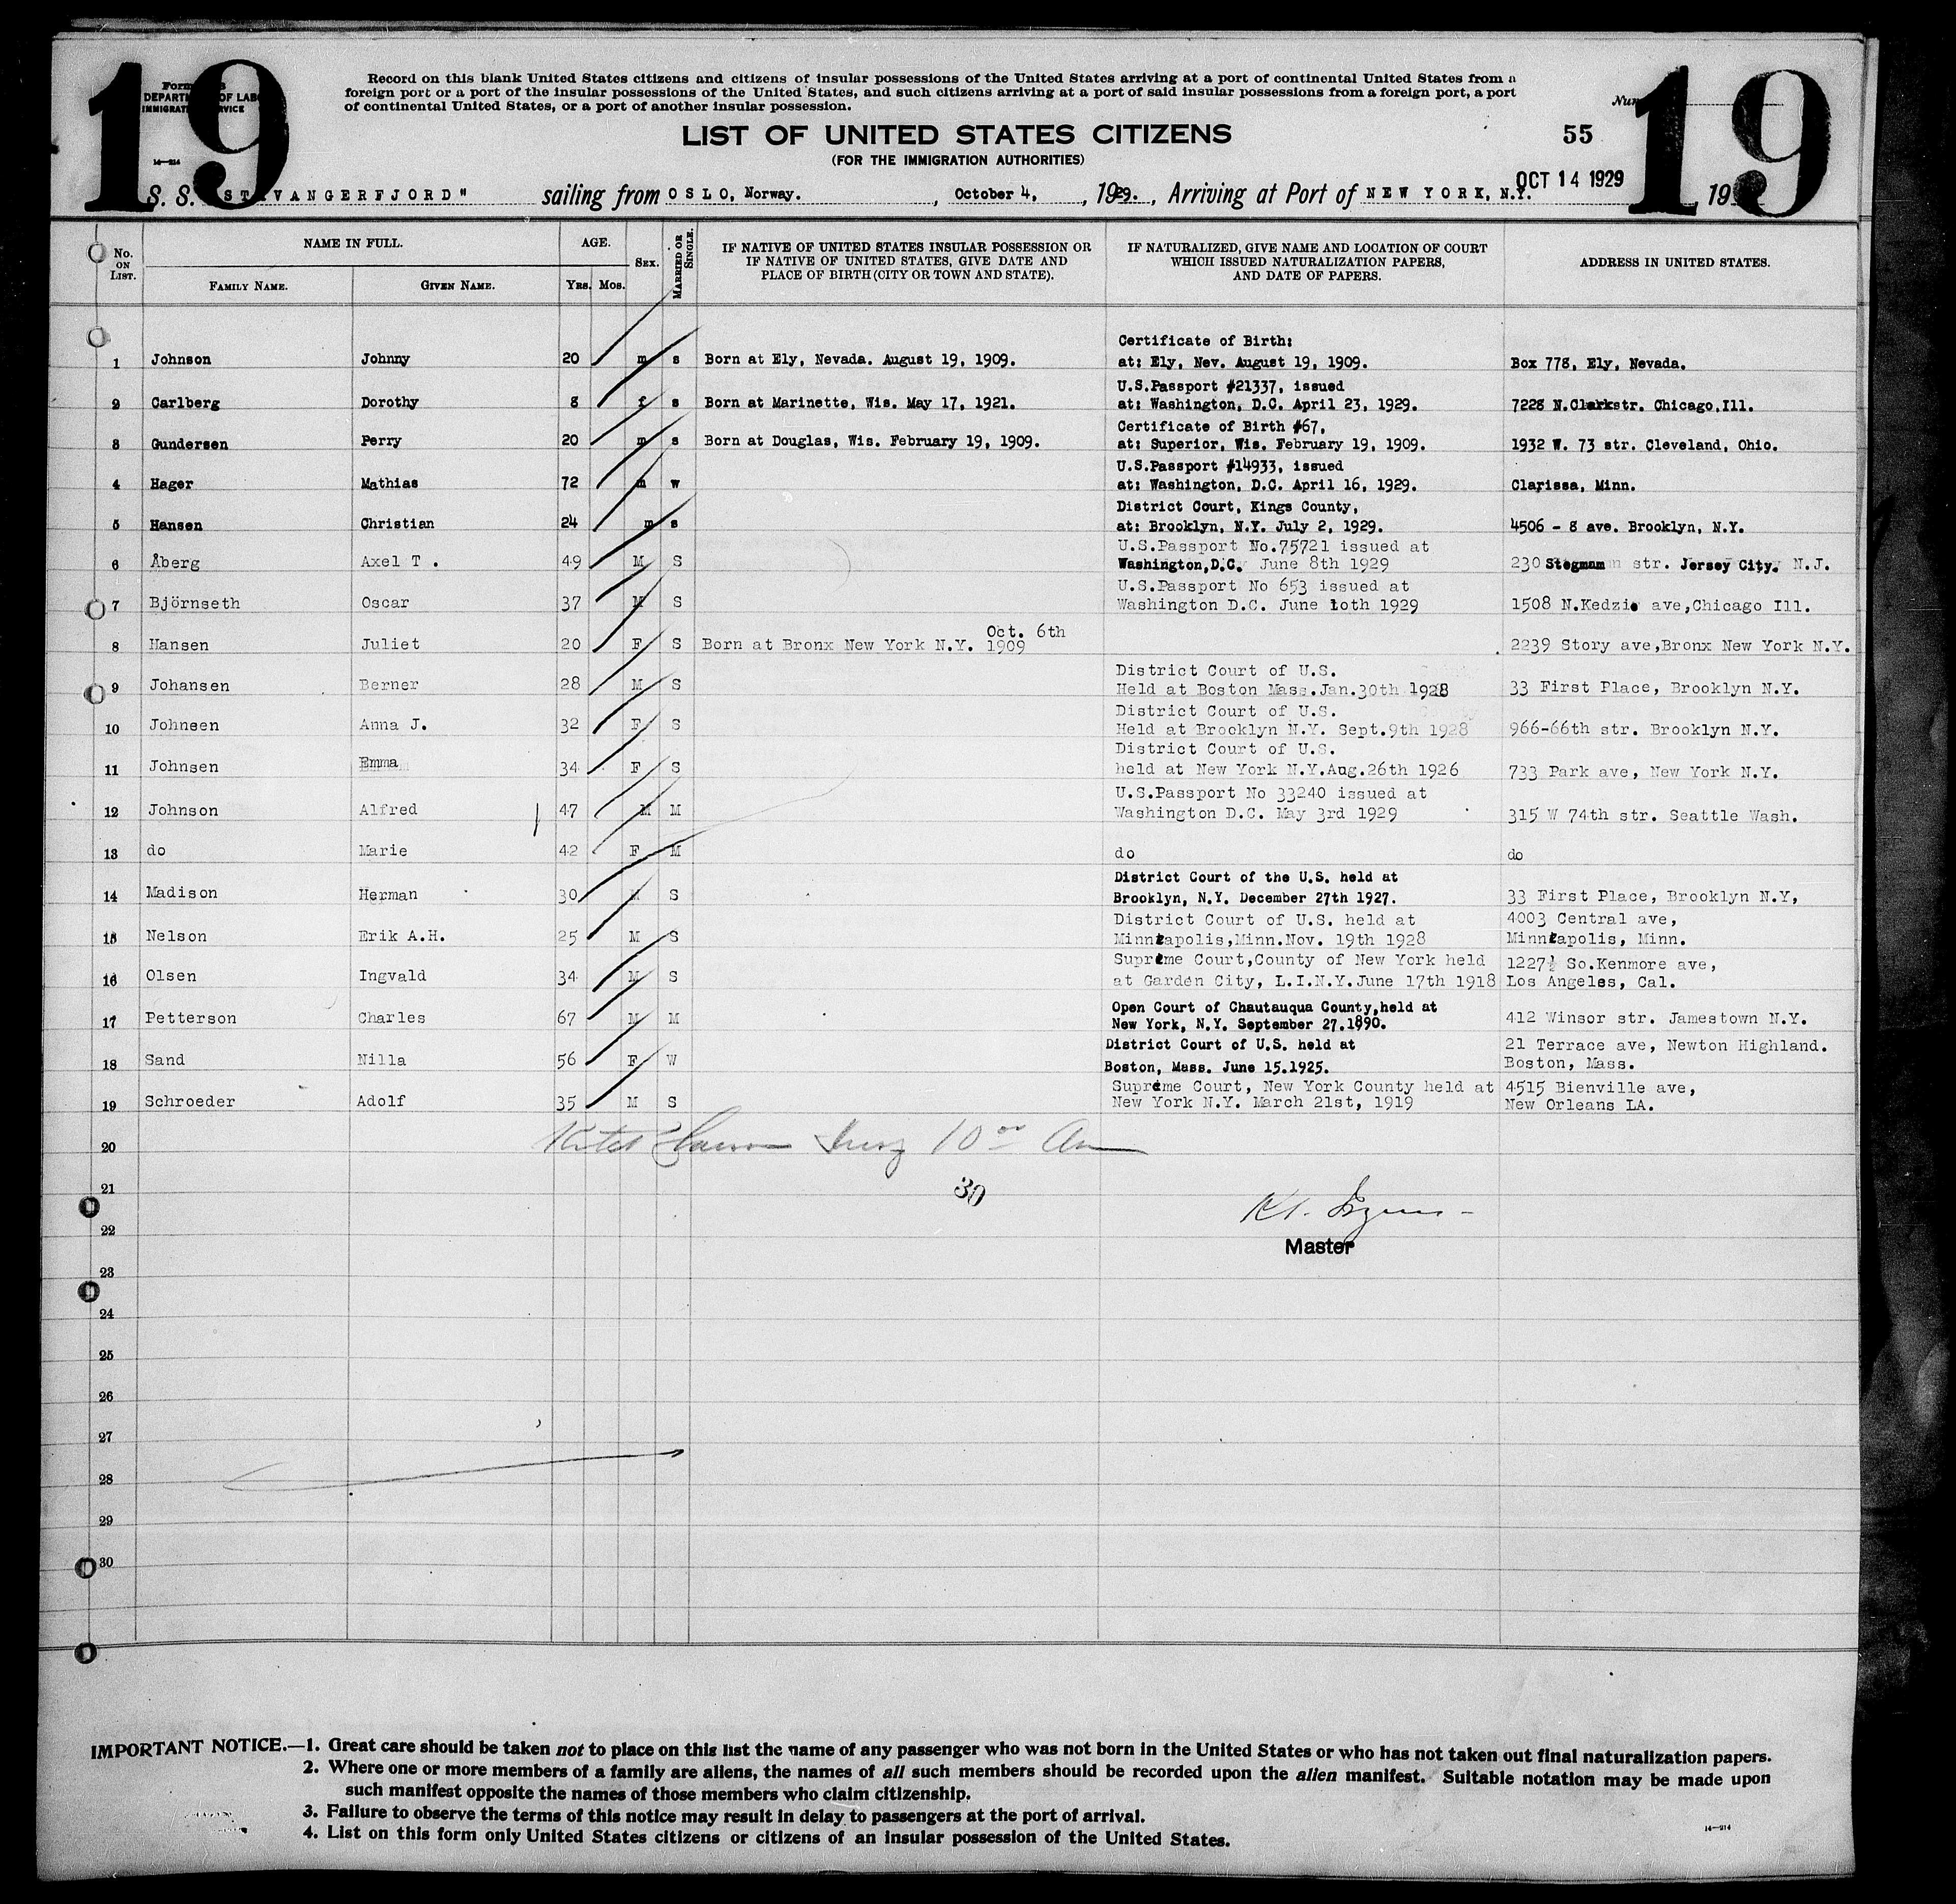 19
19
Form
DEPART OF LAB
IMMIGRAT SERVICE
14—214
Record on this blank United States citizens and citizens of insular possessions of the United States arriving at a port of continental United States from a
foreign port or a port of the insular possessions of the United States, and such citizens arriving at a port of said insular possessions from a foreign port, a port
of continental United States, or a port of another insular possession.
LIST OF UNITED STATES CITIZENS
55
(FOR THE IMMIGRATION AUTHORITIES)
S. S. "STAVANGERFJORD" sailing from OSLO, Norway. , October 4, , 1929. , Arriving at Port of NEW YORK, N.Y. OCT 14 1929 19
No. ON LIST. NAME IN FULL. AGE. SEX. MARRIED OR SINGLE. IF NATIVE OF UNITED STATES INSULAR POSSESSION OR IF NATIVE OF UNITED STATES, GIVE DATE AND PLACE OF BIRTH (CITY OR TOWN AND STATE). IF NATURALIZED, GIVE NAME AND LOCATION OF COURT WHICH ISSUED NATURALIZATION PAPERS, AND DATE OF PAPERS. ADDRESS IN UNITED STATES.
FAMILY NAME. GIVEN NAME. YRS. MOS.
Certificate of Birth:
1 Johnson Johnny 20 m s Born at Ely, Nevada. August 19, 1909. at: Ely, Nev. August 19, 1909. Box 778, Ely, Nevada.
U.S.Passport #21337, issued
2 Carlberg Dorothy 8 f s Born at Marinette, Wis. May 17, 1921. at: Washington, D.C. April 23, 1929. 7228 N.Clarkstr. Chicago,Ill.
Certificate of Birth #67,
3 Gundersen Perry 20 m s Born at Douglas, Wis. February 19, 1909. at: Superior, Wis. February 19, 1909. 1932 W. 73 str. Cleveland, Ohio.
U.S.Passport #14933, issued
4 Hager Mathias 72 m w at: Washington, D.C. April 16, 1929. Clarissa, Minn.
District Court, Kings County,
5 Hansen Christian 24 m s at: Brooklyn, N.Y. July 2, 1929. 4506 - 8 ave. Brooklyn, N.Y.
U.S.Passport No.75721 issued at
6 Åberg Axel T . 49 M S Washington,D.C. June 8th 1929 230 Stegman str. Jersey City. N.J.
U.S.Passport No 653 issued at
7 Björnseth Oscar 37 M S Washington D.C. June 1oth 1929 1508 N.Kedzie ave,Chicago Ill.
Oct. 6th
8 Hansen Juliet 20 F S Born at Bronx New York N.Y. 1909 2239 Story ave,Bronx New York N.Y.
District Court of U.S.
9 Johansen Berner 28 M S Held at Boston Mass.Jan.30th 1928 33 First Place, Brooklyn N.Y.
District Court of U.S.
10 Johnsen Anna J. 32 F S Held at Brooklyn N.Y. Sept.9th 1928 966-66th str. Brooklyn N.Y.
District Court of U.S.
11 Johnsen Emma 34 F S held at New York N.Y.Aug.26th 1926 733 Park ave, New York N.Y.
U.S.Passport No 33240 issued at
12 Johnson Alfred 47 M M Washington D.C. May 3rd 1929 315 W 74th str. Seattle Wash.
13 do Marie 42 F M do do
District Court of the U.S. held at
14 Madison Herman 30 M S Brooklyn, N.Y. December 27th 1927. 33 First Place, Brooklyn N.Y,
District Court of U.S. held at 4003 Central ave,
15 Nelson Erik A.H. 25 M S Minneapolis,Minn.Nov. 19th 1928 Minneapolis, Minn.
Supreme Court,County of New York held 1227½ So.Kenmore ave,
16 Olsen Ingvald 34 M S at Garden City, L.I.N.Y.June 17th 1918 Los Angeles, Cal.
Open Court of Chautauqua County,held at
17 Petterson Charles 67 M M New York, N.Y. September 27.1890. 412 Winsor str. Jamestown N.Y.
District Court of U.S. held at 21 Terrace ave, Newton Highland.
18 Sand Nilla 56 F W Boston, Mass. June 15.1925. Boston, Mass.
Supreme Court, New York County held at 4515 Bienville ave,
19 Schroeder Adolf 35 M S New York N.Y. March 21st, 1919 New Orleans LA.
20 10 00 Am
21 30
22
Master
23
24
25
26
27
28
29
30
IMPORTANT NOTICE.—1. Great care should be taken not to place on this list the name of any passenger who was not born in the United States or who has not taken out final naturalization papers.
2. Where one or more members of a family are aliens, the names of all such members should be recorded upon the alien manifest. Suitable notation may be made upon
such manifest opposite the names of those members who claim citizenship.
3. Failure to observe the terms of this notice may result in delay to passengers at the port of arrival.
4. List on this form only United States citizens or citizens of an insular possession of the United States.
14—214